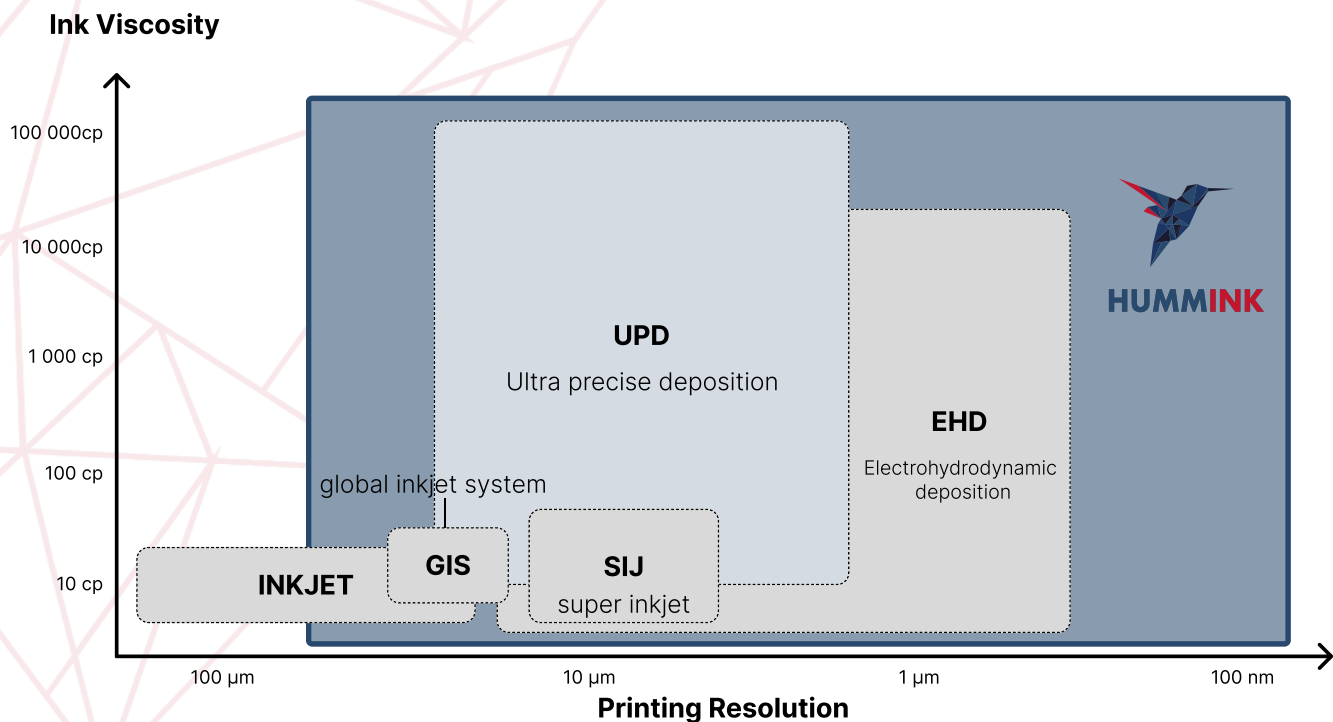 Ink Viscosity
100 000cp
10 000cp
1 000 cp
100 cp
10 cp
HUMMINK
UPD
Ultra precise deposition
EHD
Electrohydrodynamic
deposition
global inkjet system
GIS
SIJ
super inkjet
INKJET
100 µm
10 µm
1 µm
100 nm
Printing Resolution